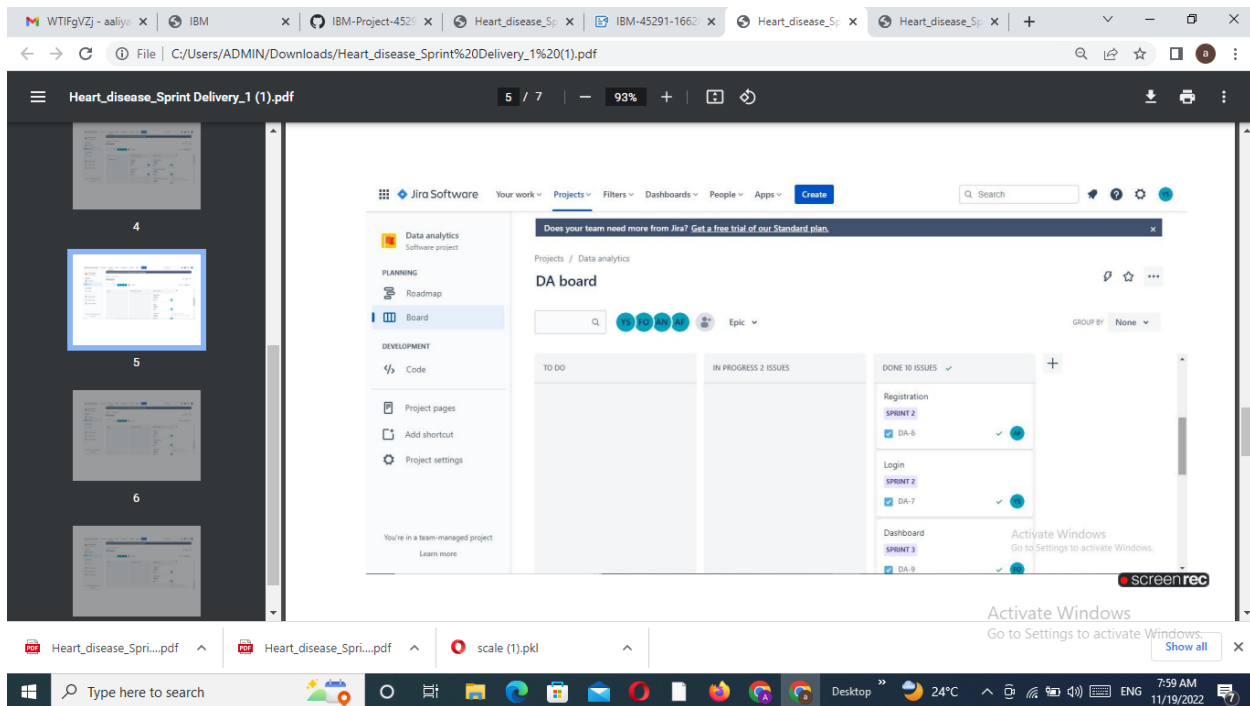 WTIFgVZj - aaliya
IBM
IBM-Project-4529
Heart_disease_Sp
IBM-45291-1662
Heart_disease_Sp
Heart_disease_Sp
File
C:/Users/ADMIN/Downloads/Heart_disease_Sprint%20Delivery_1%20(1).pdf
a
Heart_disease_Sprint Delivery_1 (1).pdf
5 / 7
93%
4
5
6
Jira Software
Your work
Projects
Filters
Dashboards
People
Apps
Create
Search
YS
Data analytics
Software project
Does your team need more from Jira? Get a free trial of our Standard plan.
PLANNING
Roadmap
Board
DEVELOPMENT
Code
Project pages
Add shortcut
Project settings
You're in a team-managed project
Learn more
Projects / Data analytics
DA board
YS FO AN AF
Epic
GROUP BY None
TO DO
IN PROGRESS 2 ISSUES
DONE 10 ISSUES
Registration
SPRINT 2
DA-6
AF
Login
SPRINT 2
DA-7
YS
Dashboard
SPRINT 3
DA-9
FO
Activate Windows
Go to Settings to activate Windows.
screenrec
Activate Windows
Go to Settings to activate Windows.
Heart_disease_Spri....pdf
Heart_disease_Spri....pdf
scale (1).pkl
Show all
Type here to search
Desktop
24°C
ENG
7:59 AM
11/19/2022
7